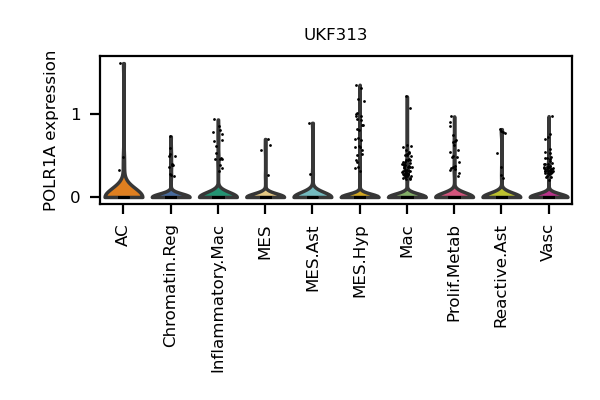 UKF313
POLR1A expression
1
0
AC
Chromatin.Reg
Inflammatory.Mac
MES
MES.Ast
MES.Hyp
Mac
Prolif.Metab
Reactive.Ast
Vasc